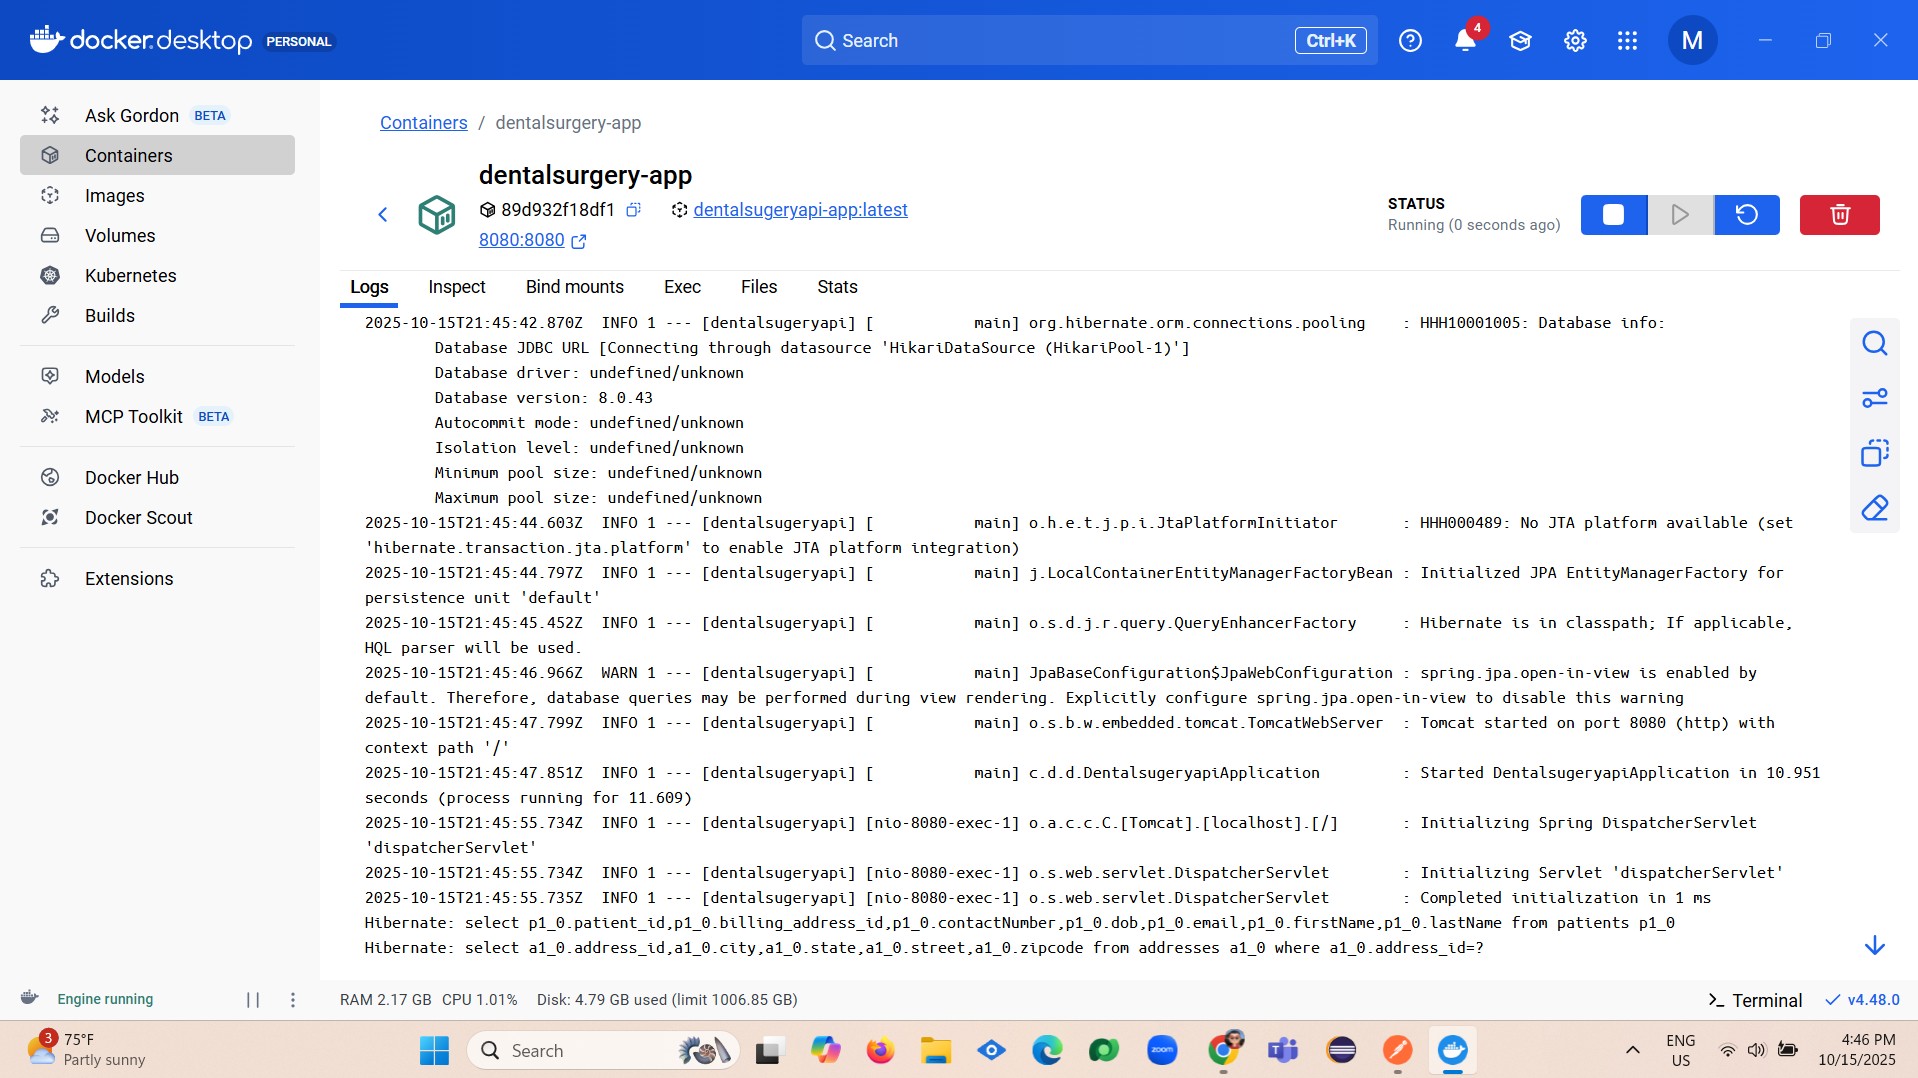 docker.desktop PERSONAL
Search
Ctrl+K
4
M
Ask Gordon BETA
Containers
Images
Volumes
Kubernetes
Builds
Models
MCP Toolkit BETA
Docker Hub
Docker Scout
Extensions
Containers / dentalsurgery-app
dentalsurgery-app
89d932f18df1
dentalsugeryapi-app:latest
8080:8080
STATUS
Running (0 seconds ago)
Logs
Inspect
Bind mounts
Exec
Files
Stats
2025-10-15T21:45:42.870Z  INFO 1 --- [dentalsugeryapi] [           main] org.hibernate.orm.connections.pooling    : HHH10001005: Database info:
Database JDBC URL [Connecting through datasource 'HikariDataSource (HikariPool-1)']
Database driver: undefined/unknown
Database version: 8.0.43
Autocommit mode: undefined/unknown
Isolation level: undefined/unknown
Minimum pool size: undefined/unknown
Maximum pool size: undefined/unknown
2025-10-15T21:45:44.603Z  INFO 1 --- [dentalsugeryapi] [           main] o.h.e.t.j.p.i.JtaPlatformInitiator       : HHH000489: No JTA platform available (set
'hibernate.transaction.jta.platform' to enable JTA platform integration)
2025-10-15T21:45:44.797Z  INFO 1 --- [dentalsugeryapi] [           main] j.LocalContainerEntityManagerFactoryBean : Initialized JPA EntityManagerFactory for
persistence unit 'default'
2025-10-15T21:45:45.452Z  INFO 1 --- [dentalsugeryapi] [           main] o.s.d.j.r.query.QueryEnhancerFactory     : Hibernate is in classpath; If applicable,
HQL parser will be used.
2025-10-15T21:45:46.966Z  WARN 1 --- [dentalsugeryapi] [           main] JpaBaseConfiguration$JpaWebConfiguration : spring.jpa.open-in-view is enabled by
default. Therefore, database queries may be performed during view rendering. Explicitly configure spring.jpa.open-in-view to disable this warning
2025-10-15T21:45:47.799Z  INFO 1 --- [dentalsugeryapi] [           main] o.s.b.w.embedded.tomcat.TomcatWebServer  : Tomcat started on port 8080 (http) with
context path '/'
2025-10-15T21:45:47.851Z  INFO 1 --- [dentalsugeryapi] [           main] c.d.d.DentalsugeryapiApplication         : Started DentalsugeryapiApplication in 10.951
seconds (process running for 11.609)
2025-10-15T21:45:55.734Z  INFO 1 --- [dentalsugeryapi] [nio-8080-exec-1] o.a.c.c.C.[Tomcat].[localhost].[/]       : Initializing Spring DispatcherServlet
'dispatcherServlet'
2025-10-15T21:45:55.734Z  INFO 1 --- [dentalsugeryapi] [nio-8080-exec-1] o.s.web.servlet.DispatcherServlet        : Initializing Servlet 'dispatcherServlet'
2025-10-15T21:45:55.735Z  INFO 1 --- [dentalsugeryapi] [nio-8080-exec-1] o.s.web.servlet.DispatcherServlet        : Completed initialization in 1 ms
Hibernate: select p1_0.patient_id,p1_0.billing_address_id,p1_0.contactNumber,p1_0.dob,p1_0.email,p1_0.firstName,p1_0.lastName from patients p1_0
Hibernate: select a1_0.address_id,a1_0.city,a1_0.state,a1_0.street,a1_0.zipcode from addresses a1_0 where a1_0.address_id=?
Engine running
RAM 2.17 GB CPU 1.01% Disk: 4.79 GB used (limit 1006.85 GB)
Terminal
v4.48.0
3
75°F
Partly sunny
Search
zoom
ENG
US
4:46 PM
10/15/2025